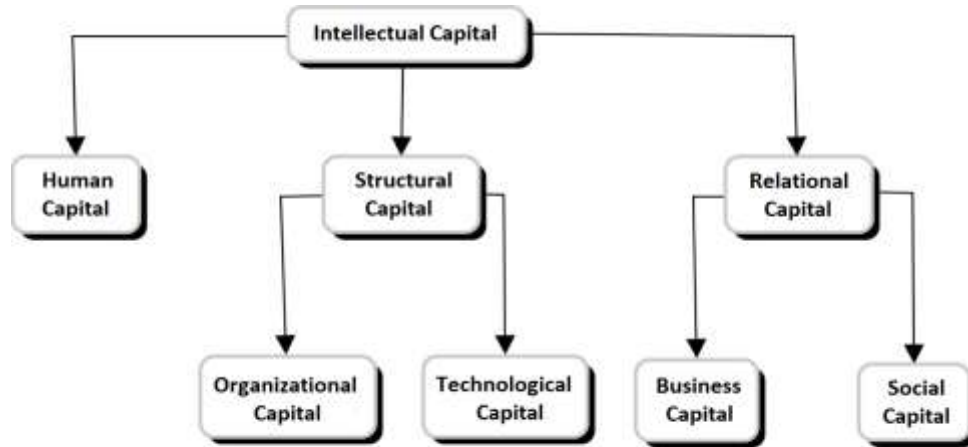 Intellectual Capital
Human
Capital
Structural
Capital
Relational
Capital
Organizational
Capital
Technological
Capital
Business
Capital
Social
Capital